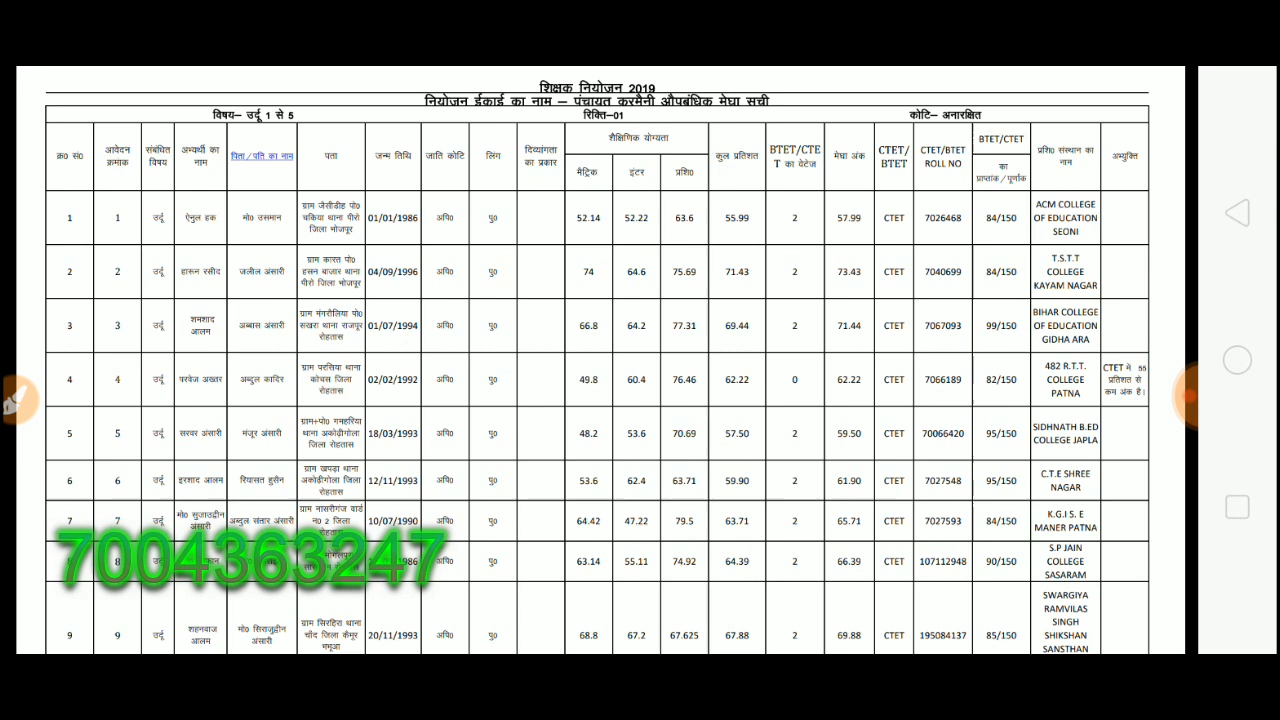 शिक्षक नियोजन 2019
नियोजन ईकाई का नाम – पंचायत करमैनी औपबंधिक मेघा सूची
विषय– उर्दू 1 से 5 रिक्ति–01 कोटि– अनारक्षित
क्र0 सं0 आवेदन क्रमाक संबंधित विषय अभ्यर्थी का नाम पिता/पति का नाम पता जन्म तिथि जाति कोटि लिंग दिव्यांगता का प्रकार शैक्षिणिक योग्यता कुल प्रतिशत BTET/CTET का वेटेज मेघा अंक CTET/BTET CTET/BTET ROLL NO BTET/CTET का प्राप्तांक/पूर्णांक प्रशि0 संस्थान का नाम अभ्युक्ति
मैट्रिक इंटर प्रशि0
1 1 उर्दू ऐनुल हक मो0 उसमान ग्राम जैसीडीह पो0 चकिया थाना पीरो जिला भोजपूर 01/01/1986 अपि0 पु0 52.14 52.22 63.6 55.99 2 57.99 CTET 7026468 84/150 ACM COLLEGE OF EDUCATION SEONI
2 2 उर्दू हारून रसीद जलील अंसारी ग्राम कारत पो0 हसन बाजार थाना पीरो जिला भोजपूर 04/09/1996 अपि0 पु0 74 64.6 75.69 71.43 2 73.43 CTET 7040699 84/150 T.S.T.T COLLEGE KAYAM NAGAR
3 3 उर्दू शमशाद आलम अब्बास अंसारी ग्राम मंगरौलिया पो0 सखरा थाना राजपूर रोहतास 01/07/1994 अपि0 पु0 66.8 64.2 77.31 69.44 2 71.44 CTET 7067093 99/150 BIHAR COLLEGE OF EDUCATION GIDHA ARA
4 4 उर्दू परवेज अख्तर अब्दुल कादिर ग्राम परसिया थाना कोचस जिला रोहतास 02/02/1992 अपि0 पु0 49.8 60.4 76.46 62.22 0 62.22 CTET 7066189 82/150 482 R.T.T. COLLEGE PATNA CTET मे 55 प्रतिशत से कम अंक है।
5 5 उर्दू सरवर अंसारी मंजूर अंसारी ग्राम+पो0 गम्हरिया थाना अकोढ़ीगोला जिला रोहतास 18/03/1993 अपि0 पु0 48.2 53.6 70.69 57.50 2 59.50 CTET 70066420 95/150 SIDHNATH B.ED COLLEGE JAPLA
6 6 उर्दू इरशाद आलम रियासत हुसैन ग्राम खपड़ा थाना अकोढ़ीगोला जिला रोहतास 12/11/1993 अपि0 पु0 53.6 62.4 63.71 59.90 2 61.90 CTET 7027548 95/150 C.T.E SHREE NAGAR
7 7 उर्दू मो0 सुजाउद्दीन अंसारी अब्दुल सतार अंसारी ग्राम नासरीगंज वार्ड न0 2 जिला रोहतास 10/07/1990 अपि0 पु0 64.42 47.22 79.5 63.71 2 65.71 CTET 7027593 84/150 K.G.I S. E MANER PATNA
8 1986 अपि0 पु0 63.14 55.11 74.92 64.39 2 66.39 CTET 107112948 90/150 S.P JAIN COLLEGE SASARAM
7004363247
9 9 उर्दू शहनवाज आलम मो0 सिराजुद्दीन अंसारी ग्राम सिरहिरा थाना चाँद जिला कैमूर भभूआ 20/11/1993 अपि0 पु0 68.8 67.2 67.625 67.88 2 69.88 CTET 195084137 85/150 SWARGIYA RAMVILAS SINGH SHIKSHAN SANSTHAN